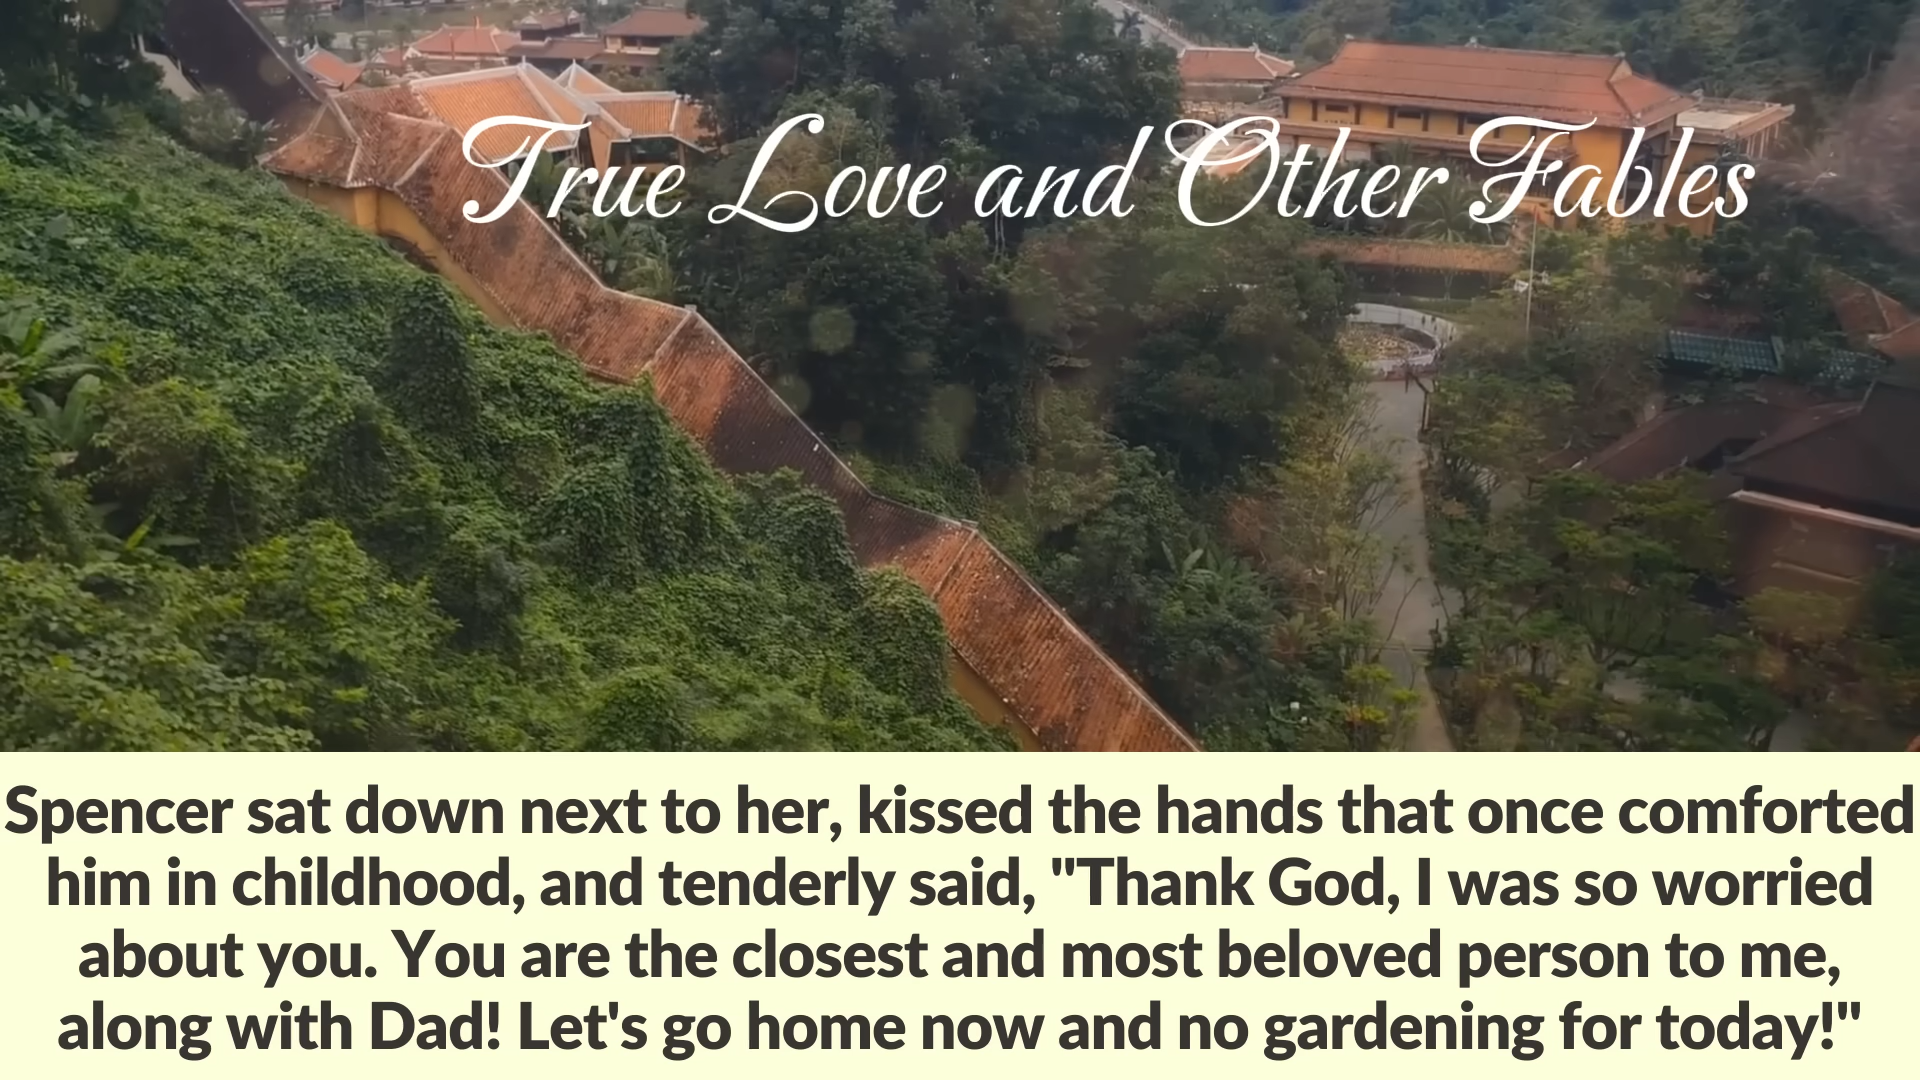 True Love and Other Fables
Spencer sat down next to her, kissed the hands that once comforted
him in childhood, and tenderly said, "Thank God, I was so worried
about you. You are the closest and most beloved person to me,
along with Dad! Let's go home now and no gardening for today!"